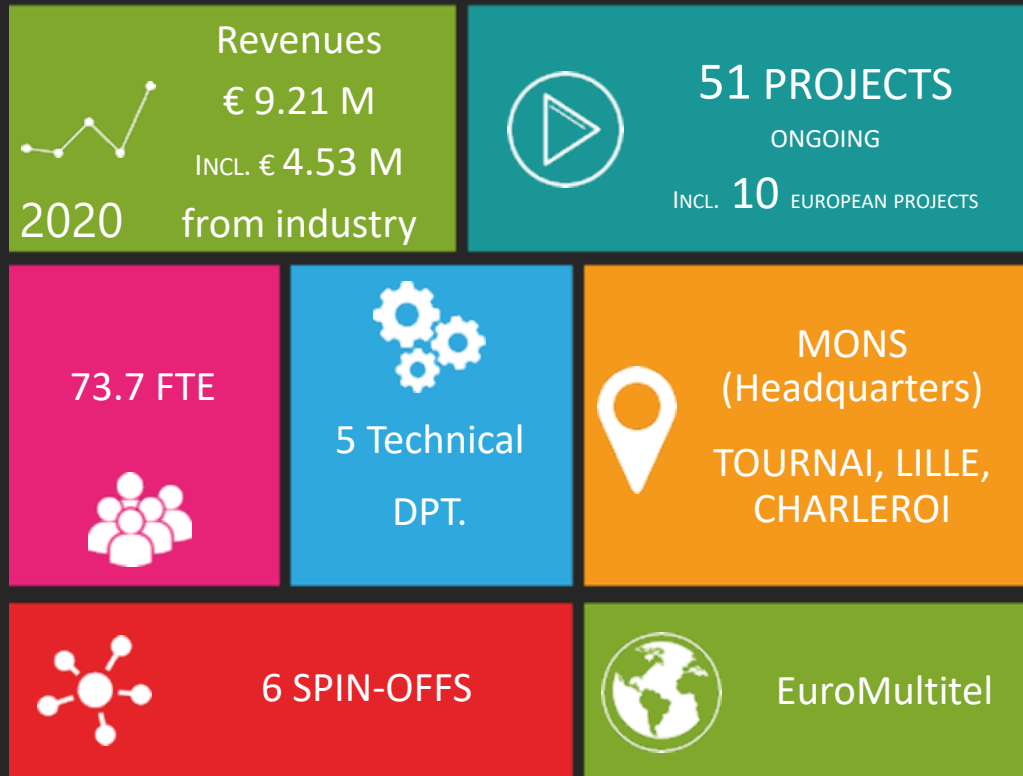 Revenues
€ 9.21 M
INCL. € 4.53 M
from industry
2020
51 PROJECTS
ONGOING
INCL. 10 EUROPEAN PROJECTS
73.7 FTE
5 Technical
DPT.
MONS
(Headquarters)
TOURNAI, LILLE,
CHARLEROI
6 SPIN-OFFS
EuroMultitel